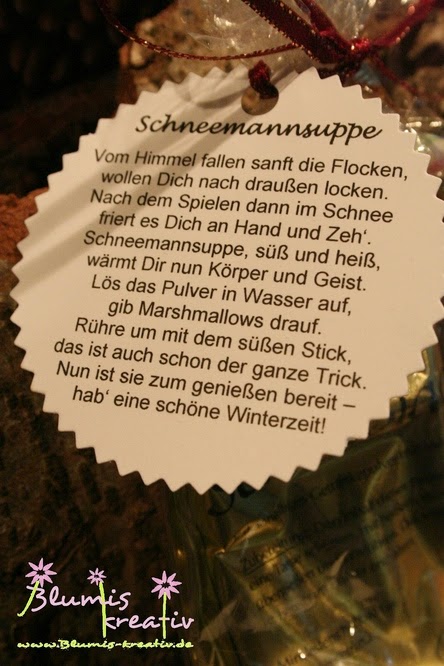 Schneemannsuppe
Vom Himmel fallen sanft die Flocken,
wollen Dich nach draußen locken.
Nach dem Spielen dann im Schnee
friert es Dich an Hand und Zeh‘.
Schneemannsuppe, süß und heiß,
wärmt Dir nun Körper und Geist.
Lös das Pulver in Wasser auf,
gib Marshmallows drauf.
Rühre um mit dem süßen Stick,
das ist auch schon der ganze Trick.
Nun ist sie zum genießen bereit –
hab‘ eine schöne Winterzeit!
Blumis
kreativ
www.Blumis-kreativ.de